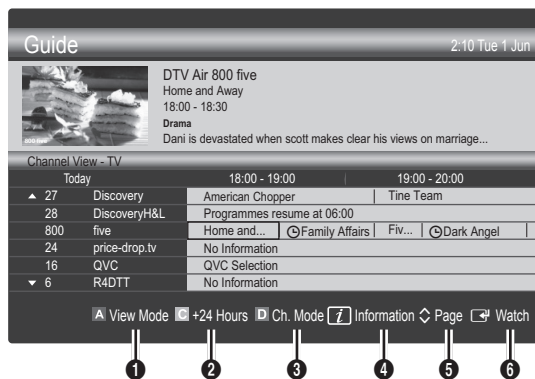 Guide 2:10 Tue 1 Jun
DTV Air 800 five
Home and Away
18:00 - 18:30
Drama
Dani is devastated when scott makes clear his views on marriage...
800 five
Channel View - TV
Today 18:00 - 19:00 19:00 - 20:00
▲ 27 Discovery American Chopper Tine Team
28 DiscoveryH&L Programmes resume at 06:00
800 five Home and... Family Affairs Fiv... Dark Angel
24 price-drop.tv No Information
16 QVC QVC Selection
▼ 6 R4DTT No Information
A View Mode C +24 Hours D Ch. Mode i Information Page Watch
1 2 3 4 5 6